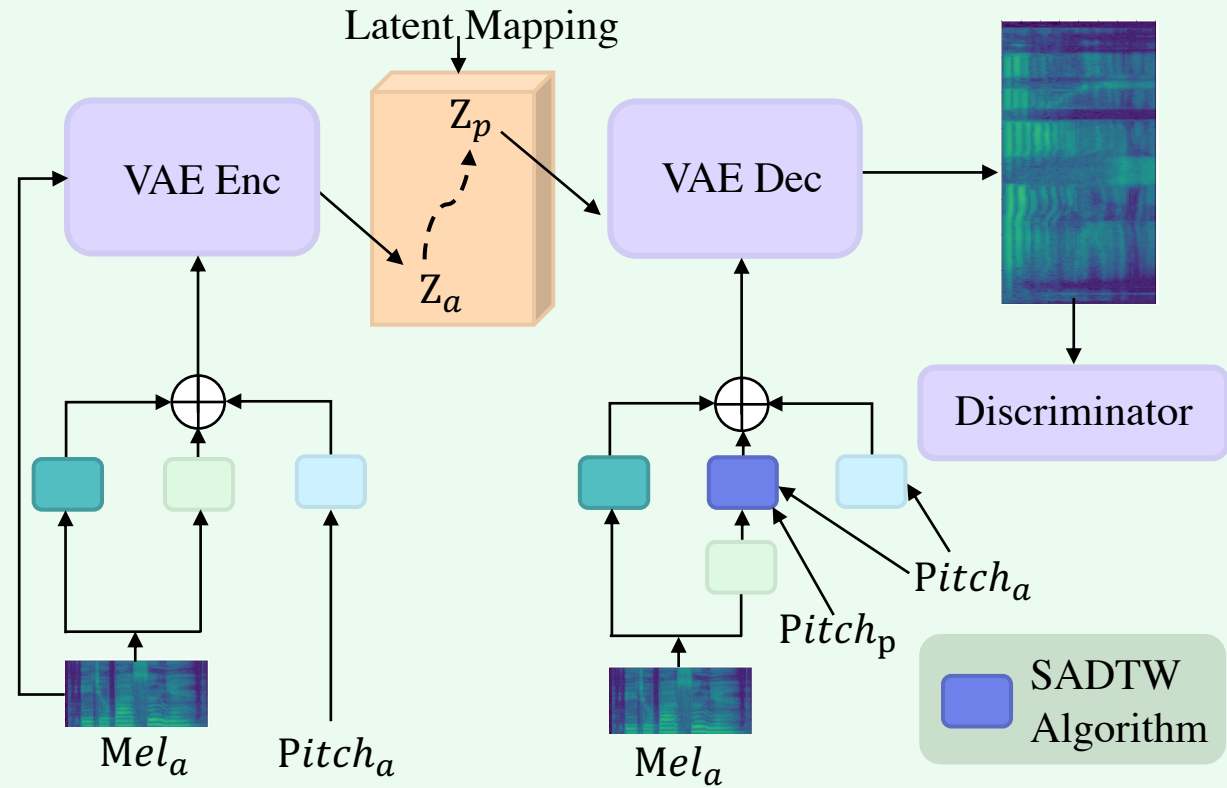 Latent Mapping
VAE Enc
Z_p
Z_a
VAE Dec
Discriminator
Pitch_a
Pitch_p
SADTW
Algorithm
Mel_a
Pitch_a
Mel_a